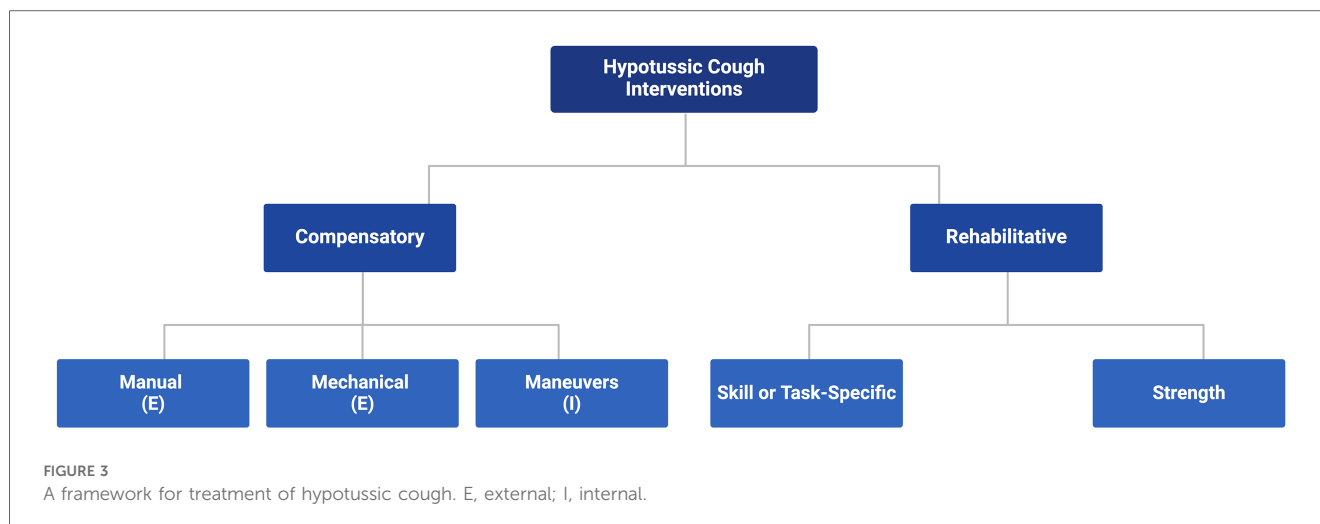 Hypotussic Cough
Interventions
Compensatory
Rehabilitative
Manual
(E)
Mechanical
(E)
Maneuvers
(I)
Skill or Task-Specific
Strength
FIGURE 3
A framework for treatment of hypotussic cough. E, external; I, internal.